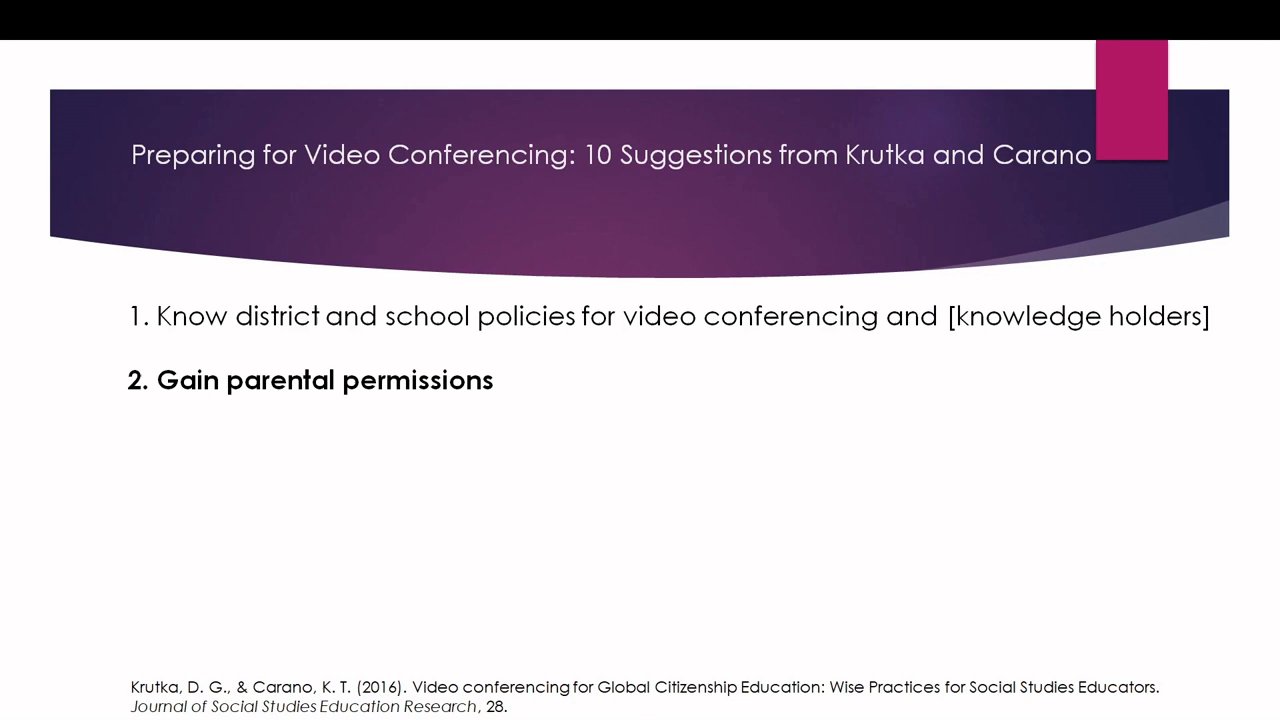 Preparing for Video Conferencing: 10 Suggestions from Krutka and Carano
1. Know district and school policies for video conferencing and [knowledge holders]
2. Gain parental permissions
Krutka, D. G., & Carano, K. T. (2016). Video conferencing for Global Citizenship Education: Wise Practices for Social Studies Educators.
Journal of Social Studies Education Research, 28.